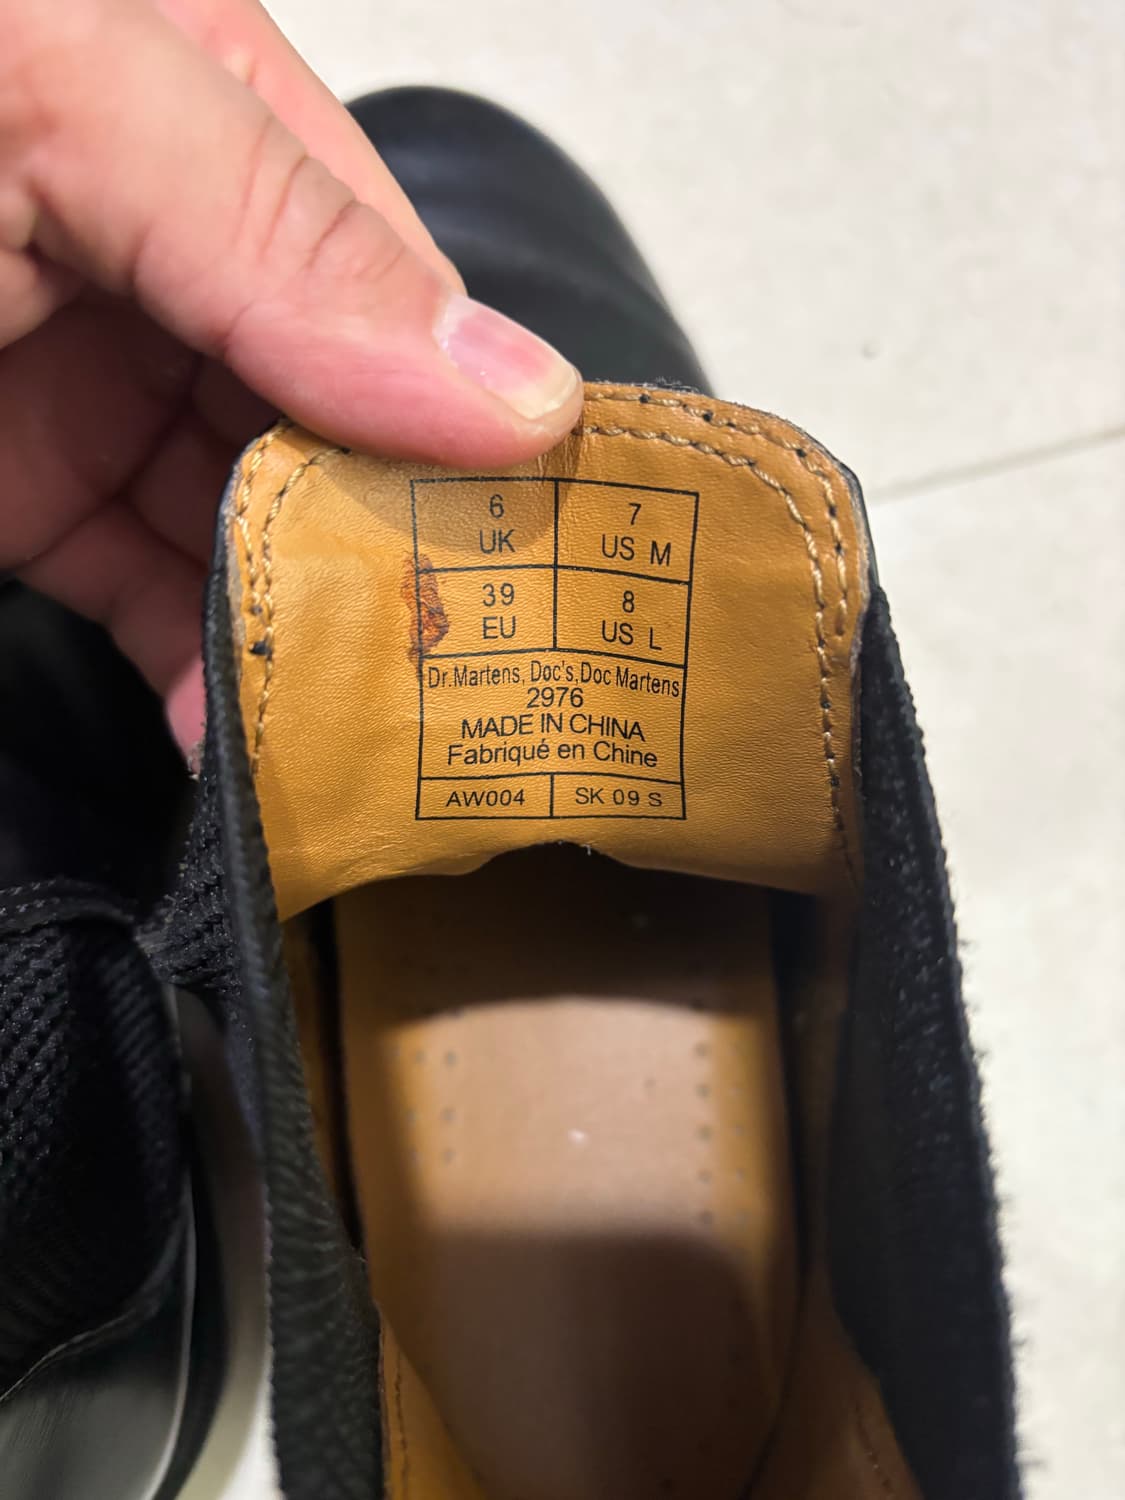 6
UK
7
US M
39
EU
8
US L
Dr.Martens, Doc's,Doc Martens
2976
MADE IN CHINA
Fabriqué en Chine
AW004
SK 09 S